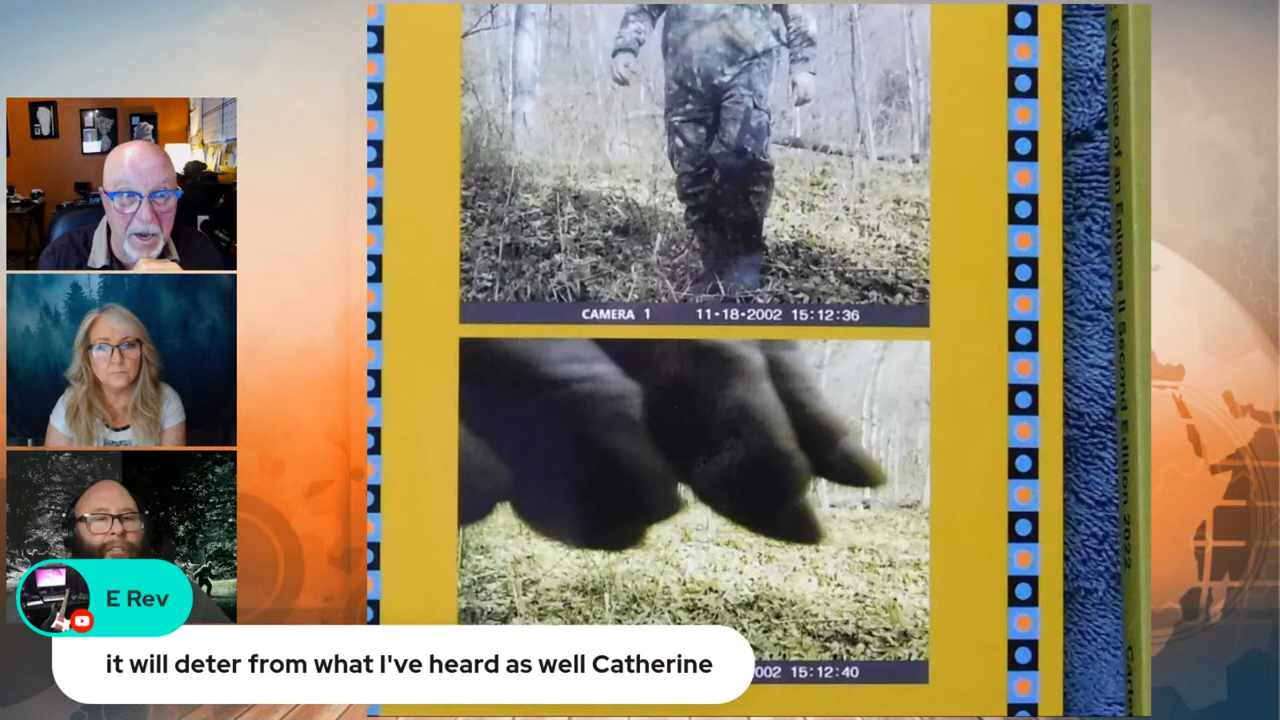 CAMERA 1 11-18-2002 15:12:36
Evidence of an Enigma II Second Edition 2022
002 15:12:40
E Rev
it will deter from what I've heard as well Catherine